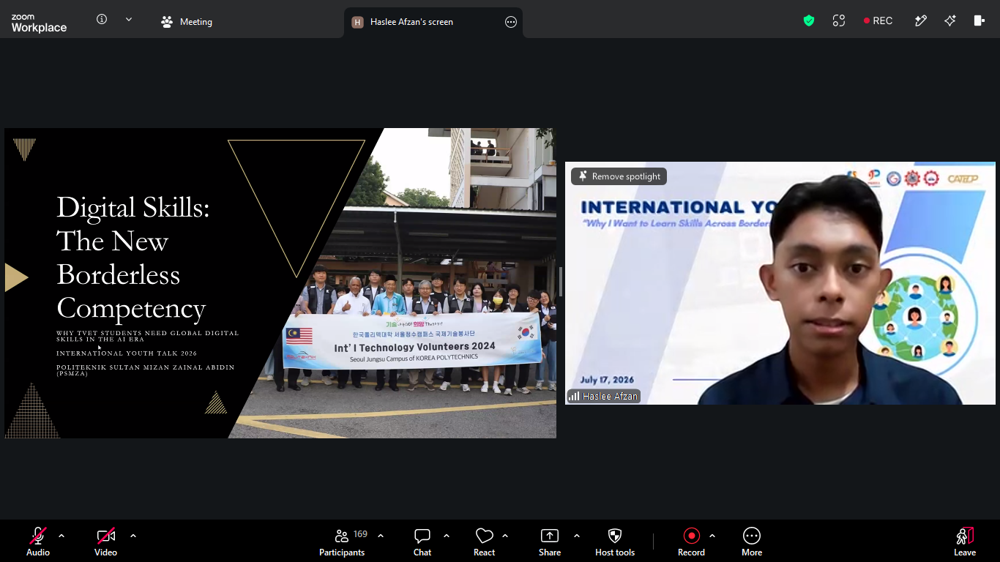 zoom
Workplace
Meeting
H
Haslee Afzan's screen
REC
Digital Skills:
The New
Borderless
Competency
WHY TVET STUDENTS NEED GLOBAL DIGITAL
SKILLS IN THE AI ERA
INTERNATIONAL YOUTH TALK 2026
POLITEKNIK SULTAN MIZAN ZAINAL ABIDIN
(PSMZA)
한국폴리텍대학 서울정수캠퍼스 국제기술봉사단
Int' l Technology Volunteers 2024
Seoul Jungsu Campus of KOREA POLYTECHNICS
Remove spotlight
INTERNATIONAL YO
"Why I Want to Learn Skills Across Border
July 17, 2026
Haslee Afzan
Audio
Video
169
Participants
Chat
React
Share
Host tools
Record
More
Leave